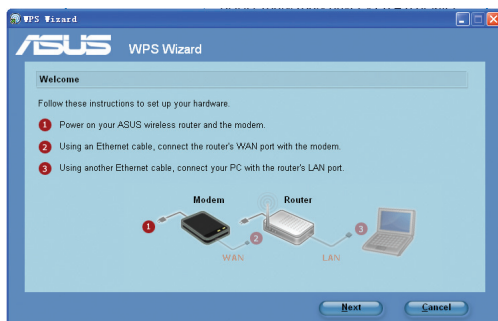 WPS Wizard
ASUS WPS Wizard
Welcome
Follow these instructions to set up your hardware.
1 Power on your ASUS wireless router and the modem.
2 Using an Ethernet cable, connect the router's WAN port with the modem.
3 Using another Ethernet cable, connect your PC with the router's LAN port.
Modem Router
1 2 3
WAN LAN
Next Cancel